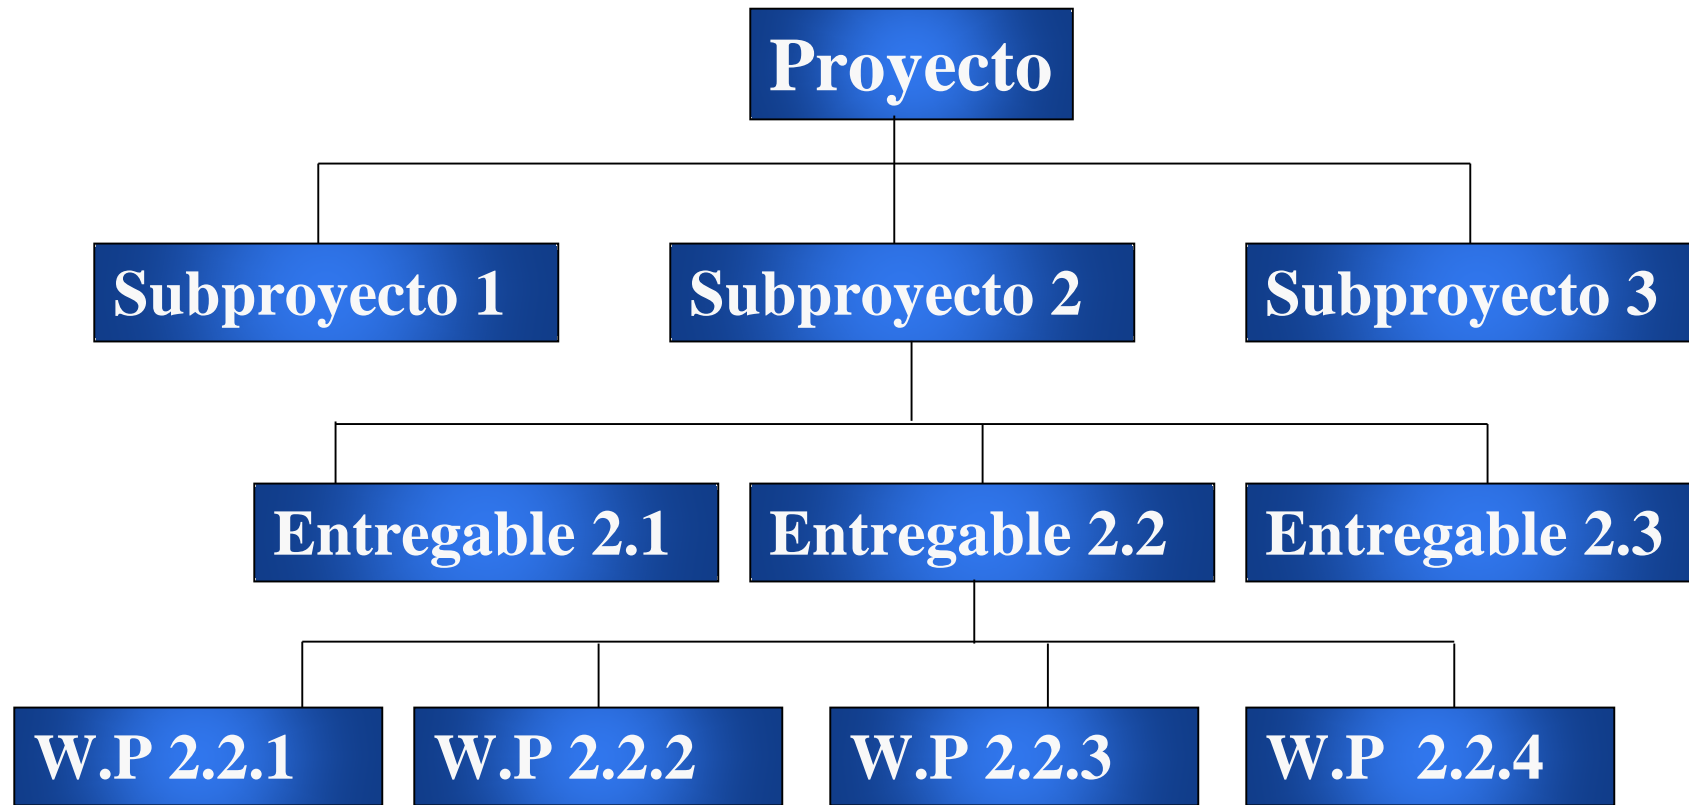 Proyecto
Subproyecto 1
Subproyecto 2
Subproyecto 3
Entregable 2.1
Entregable 2.2
Entregable 2.3
W.P 2.2.1
W.P 2.2.2
W.P 2.2.3
W.P 2.2.4